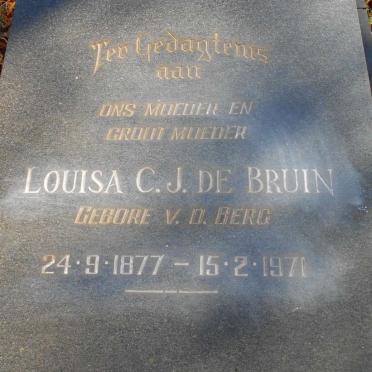 Ter Gedagtenis
aan
ONS MOEDER EN
GROOT MOEDER
LOUISA C. J. DE BRUIN
GEBORE V. D. BERG
24·9·1877 – 15·2·1971